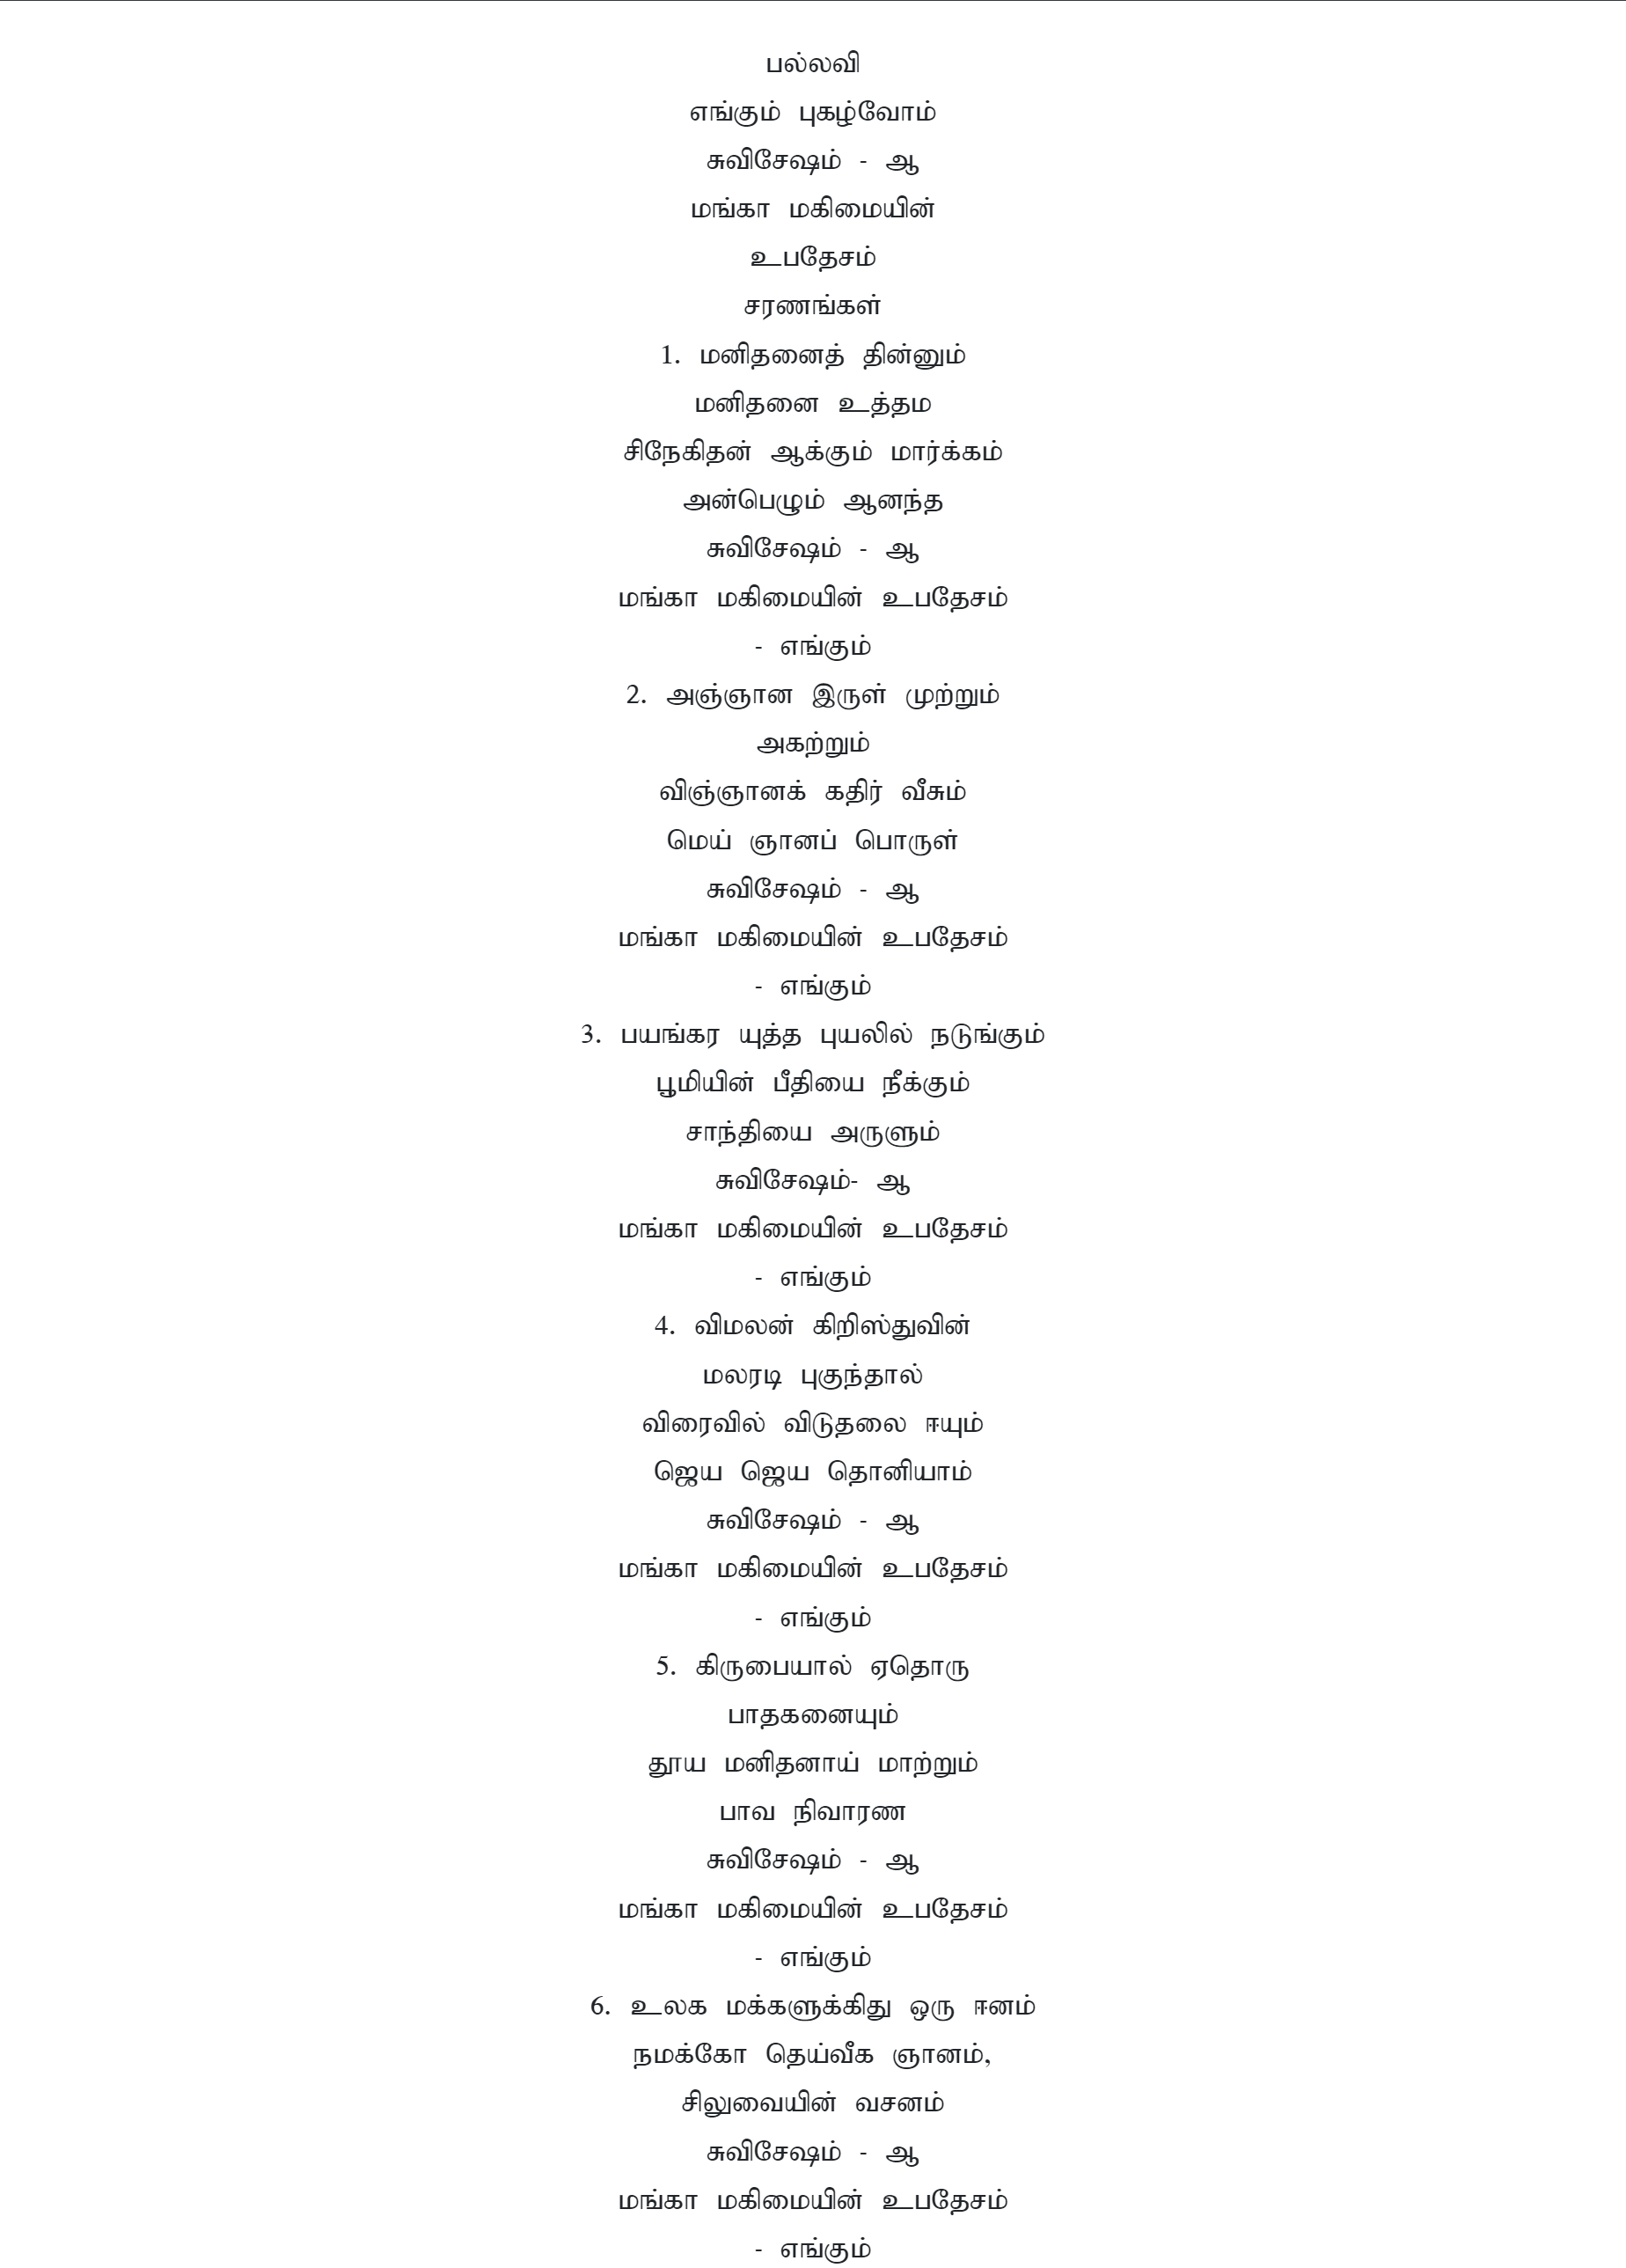 பல்லவி
எங்கும் புகழ்வோம்
சுவிசேஷம் - ஆ
மங்கா மகிமையின்
உபதேசம்
சரணங்கள்
1. மனிதனைத் தின்னும்
மனிதனை உத்தம
சிநேகிதன் ஆக்கும் மார்க்கம்
அன்பெழும் ஆனந்த
சுவிசேஷம் - ஆ
மங்கா மகிமையின் உபதேசம்
- எங்கும்
2. அஞ்ஞான இருள் முற்றும்
அகற்றும்
விஞ்ஞானக் கதிர் வீசும்
மெய் ஞானப் பொருள்
சுவிசேஷம் - ஆ
மங்கா மகிமையின் உபதேசம்
- எங்கும்
3. பயங்கர யுத்த புயலில் நடுங்கும்
பூமியின் பீதியை நீக்கும்
சாந்தியை அருளும்
சுவிசேஷம்- ஆ
மங்கா மகிமையின் உபதேசம்
- எங்கும்
4. விமலன் கிறிஸ்துவின்
மலரடி புகுந்தால்
விரைவில் விடுதலை ஈயும்
ஜெய ஜெய தொனியாம்
சுவிசேஷம் - ஆ
மங்கா மகிமையின் உபதேசம்
- எங்கும்
5. கிருபையால் ஏதொரு
பாதகனையும்
தூய மனிதனாய் மாற்றும்
பாவ நிவாரண
சுவிசேஷம் - ஆ
மங்கா மகிமையின் உபதேசம்
- எங்கும்
6. உலக மக்களுக்கிது ஒரு ஈனம்
நமக்கோ தெய்வீக ஞானம்,
சிலுவையின் வசனம்
சுவிசேஷம் - ஆ
மங்கா மகிமையின் உபதேசம்
- எங்கும்